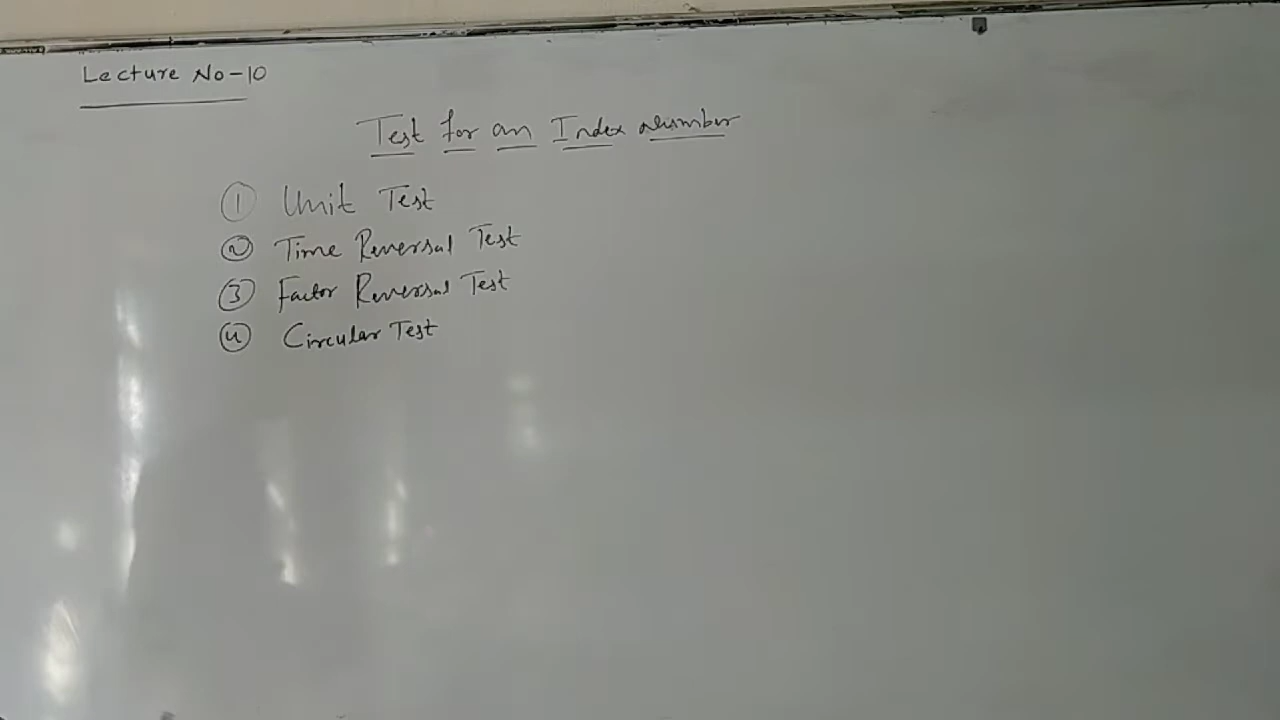 Lecture No-10
Test for an Index Number
① Unit Test
② Time Reversal Test
③ Factor Reversal Test
④ Circular Test